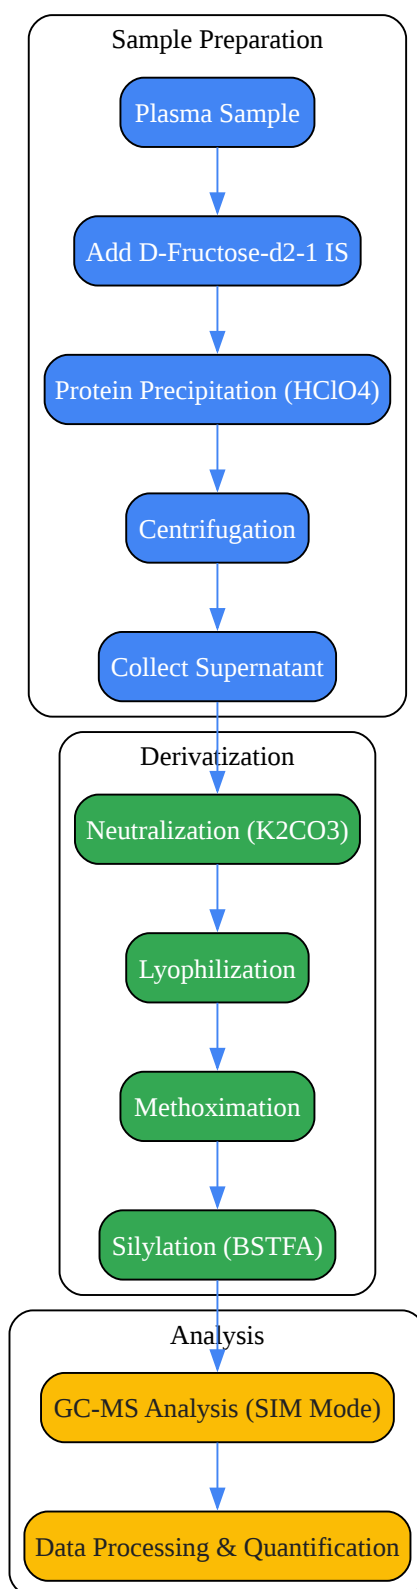 Sample Preparation
Plasma Sample
Add D-Fructose-d2-1 IS
Protein Precipitation (HClO4)
Centrifugation
Collect Supernatant
Derivatization
Neutralization (K2CO3)
Lyophilization
Methoximation
Silylation (BSTFA)
Analysis
GC-MS Analysis (SIM Mode)
Data Processing & Quantification